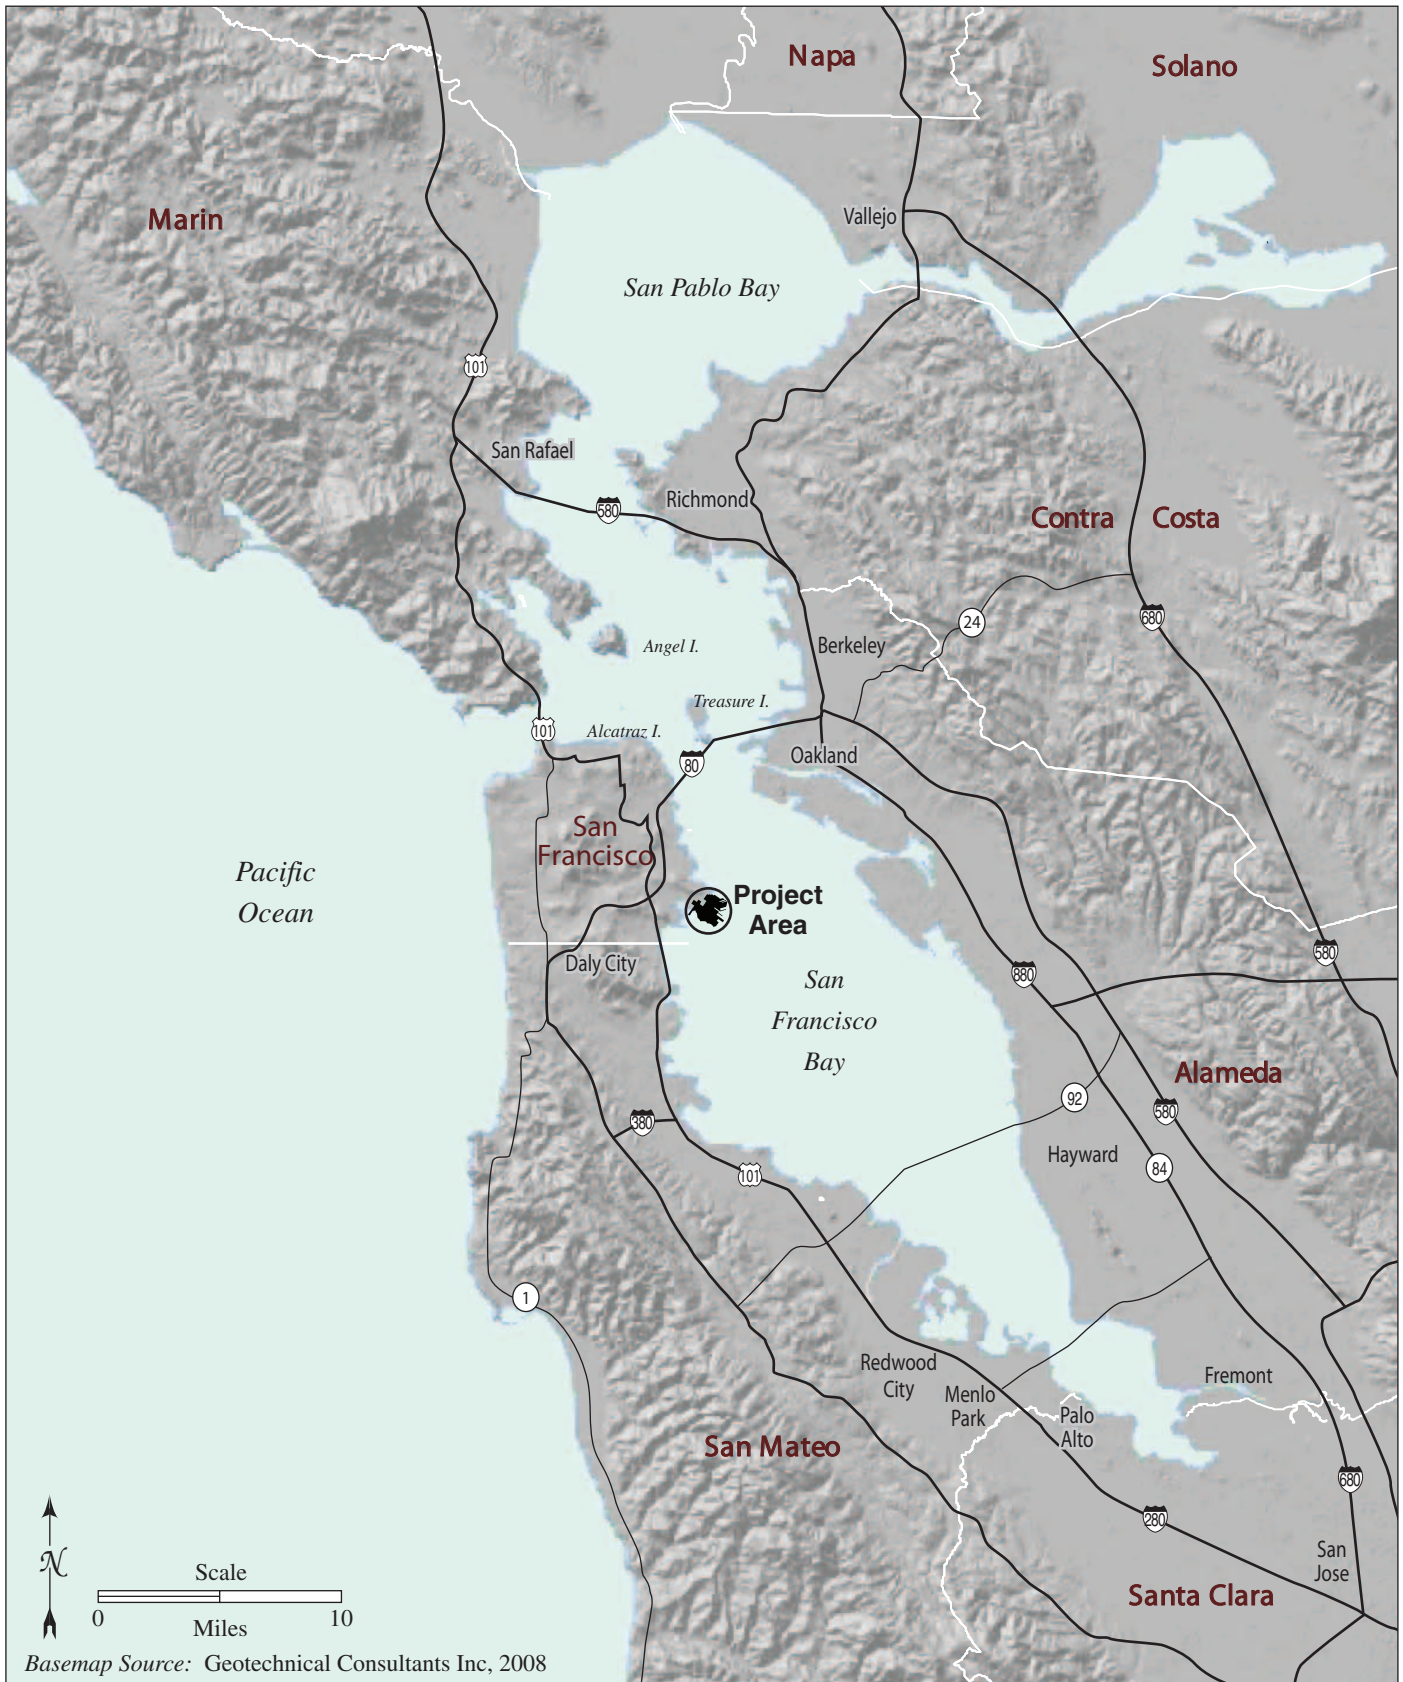 Napa
Solano
Marin
Vallejo
San Pablo Bay
101
San Rafael
580
Richmond
Contra Costa
24
680
Berkeley
Angel I.
Treasure I.
101
Alcatraz I.
80
Oakland
San
Francisco
Pacific
Ocean
Project
Area
Daly City
580
880
San
Francisco
Bay
Alameda
92
580
380
Hayward
84
101
1
Redwood
City
Menlo
Park
Fremont
Palo
Alto
San Mateo
680
280
San
Jose
Santa Clara
N
Scale
0 10
Miles
Basemap Source: Geotechnical Consultants Inc, 2008